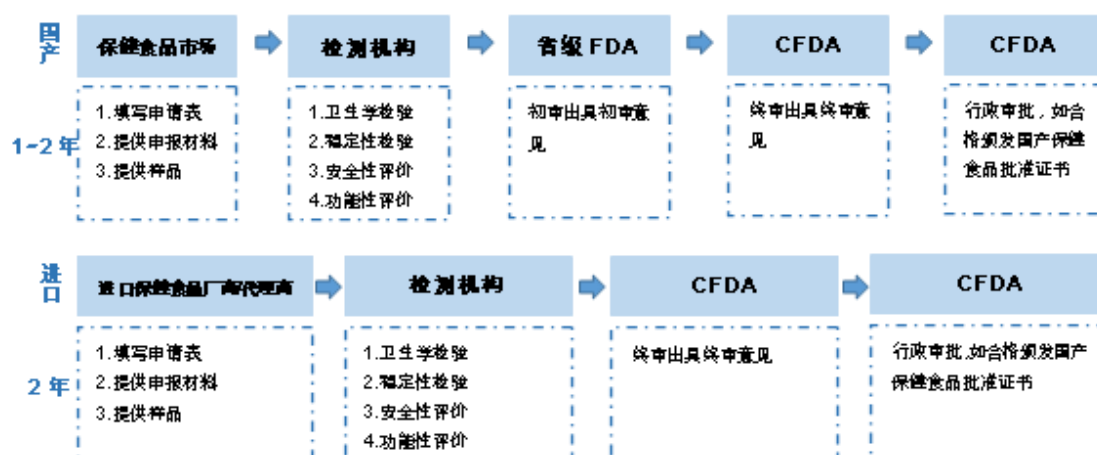 国产
保健食品市场
检测机构
省级 FDA
CFDA
CFDA
1~2 年
1.填写申请表
2.提供申报材料
3.提供样品
1.卫生学检验
2.稳定性检验
3.安全性评价
4.功能性评价
初审出具初审意
见
终审出具终审意
见
行政审批，如合
格颁发国产保健
食品批准证书
进口
进口保健食品厂商代理商
检测机构
CFDA
CFDA
2 年
1.填写申请表
2.提供申报材料
3.提供样品
1.卫生学检验
2.稳定性检验
3.安全性评价
4.功能性评价
终审出具终审意见
行政审批,如合格颁发国产
保健食品批准证书